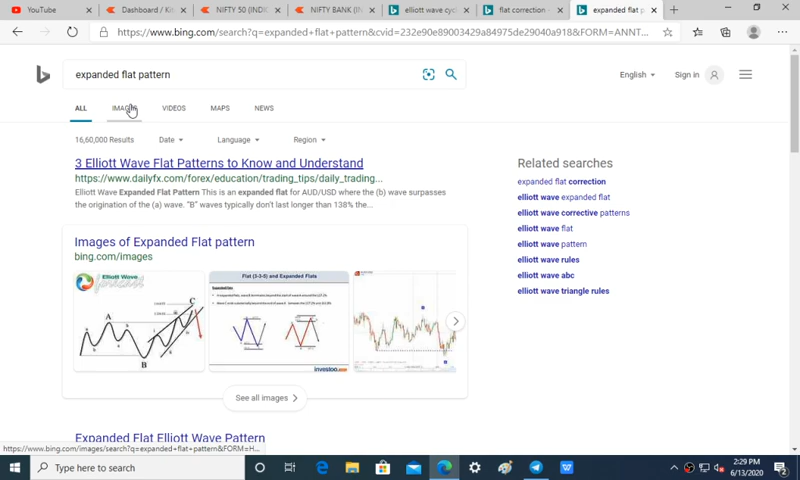 YouTube
Dashboard / Kit
NIFTY 50 (INDI
NIFTY BANK (IN
elliott wave cycl
flat correction -
expanded flat p
https://www.bing.com/search?q=expanded+flat+pattern&cvid=232e90e89003429a84975de29040a918&FORM=ANNT...
expanded flat pattern
English
Sign in
ALL
IMAGES
VIDEOS
MAPS
NEWS
16,60,000 Results
Date
Language
Region
3 Elliott Wave Flat Patterns to Know and Understand
https://www.dailyfx.com/forex/education/trading_tips/daily_trading...
Elliott Wave Expanded Flat Pattern This is an expanded flat for AUD/USD where the (b) wave surpasses
the origination of the (a) wave. "B" waves typically don't last longer than 138% the...
Related searches
expanded flat correction
elliott wave expanded flat
elliott wave corrective patterns
elliott wave flat
elliott wave pattern
elliott wave rules
elliott wave abc
elliott wave triangle rules
Images of Expanded Flat pattern
bing.com/images
Elliott Wave
forecast
A
B
C
Flat (3-3-5) and Expanded Flats
Expanded Flats
investoo.com
See all images
Expanded Flat Elliott Wave Pattern
https://www.bing.com/images/search?q=expanded+flat+pattern&FORM=H...
Type here to search
2:29 PM
6/13/2020
2